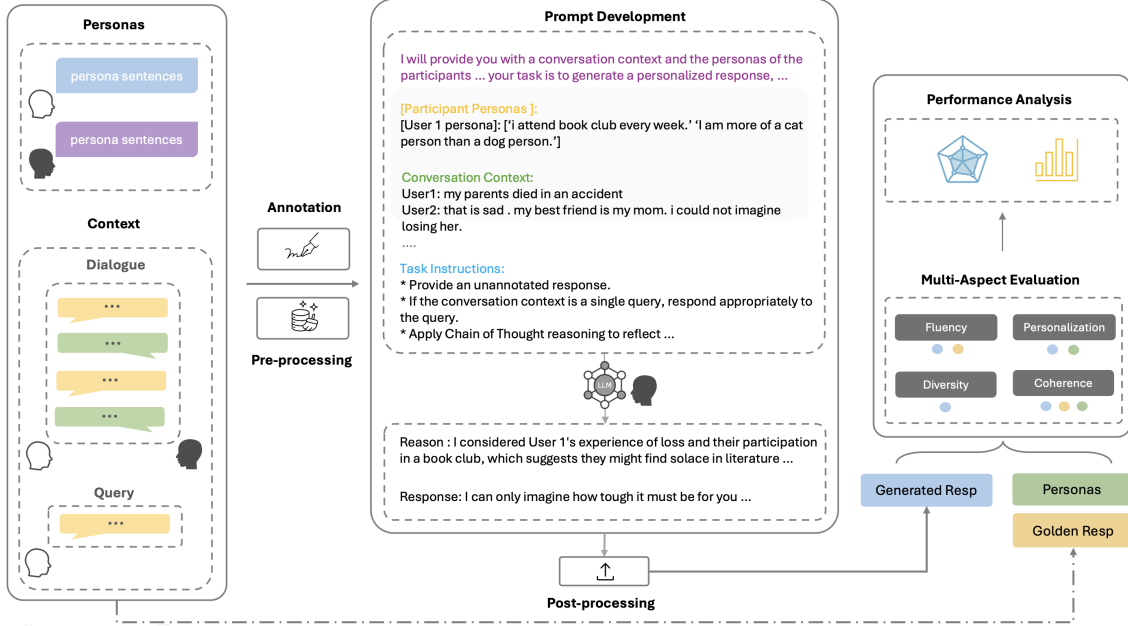 Personas
persona sentences
persona sentences
Context
Dialogue
...
...
...
...
Query
...
Annotation
Pre-processing
Prompt Development
I will provide you with a conversation context and the personas of the
participants ... your task is to generate a personalized response, ...
[Participant Personas ]:
[User 1 persona]: ['i attend book club every week.' 'I am more of a cat
person than a dog person.']
Conversation Context:
User1: my parents died in an accident
User2: that is sad . my best friend is my mom. i could not imagine
losing her.
....
Task Instructions:
* Provide an unannotated response.
* If the conversation context is a single query, respond appropriately to
the query.
* Apply Chain of Thought reasoning to reflect ...
LLM
Reason : I considered User 1's experience of loss and their participation
in a book club, which suggests they might find solace in literature ...
Response: I can only imagine how tough it must be for you ...
Post-processing
Performance Analysis
Multi-Aspect Evaluation
Fluency
Personalization
Diversity
Coherence
Generated Resp
Personas
Golden Resp